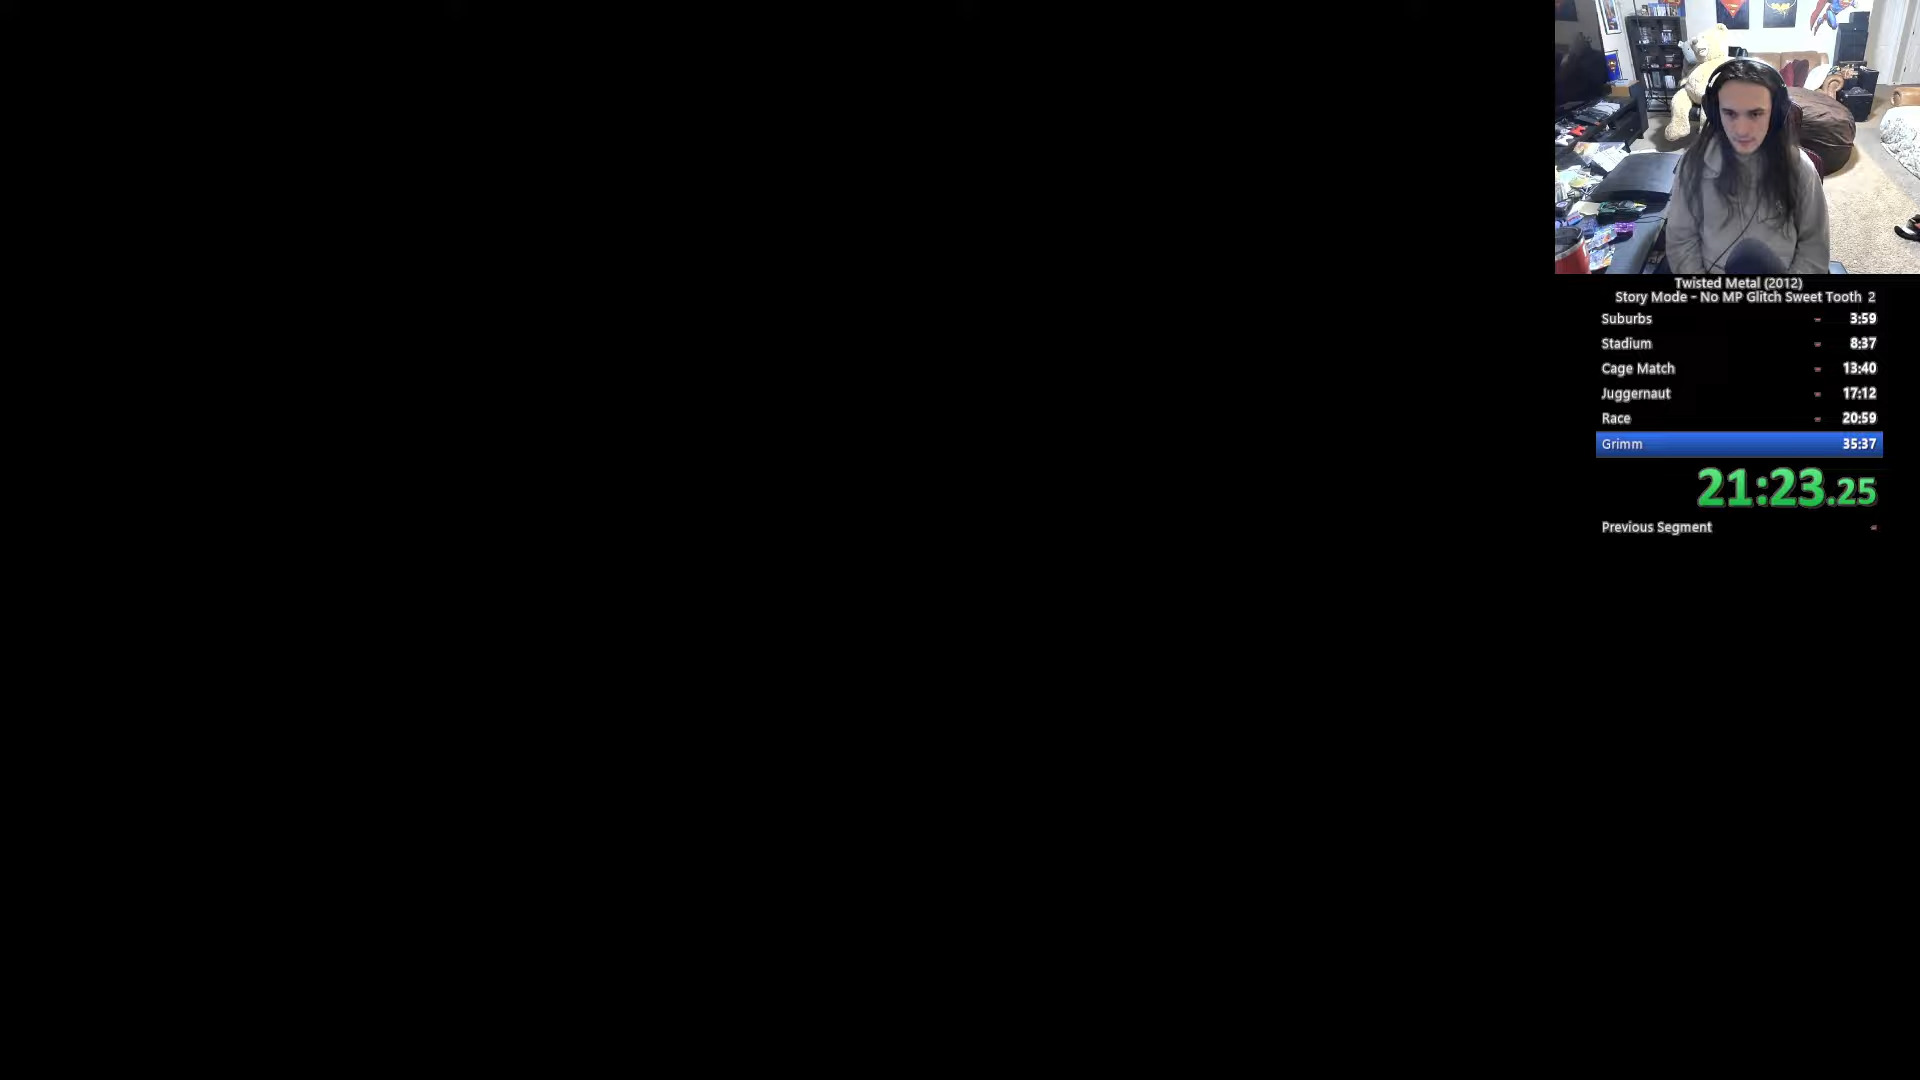 Twisted Metal (2012)
Story Mode - No MP Glitch Sweet Tooth 2
Suburbs - 3:59
Stadium - 8:37
Cage Match - 13:40
Juggernaut - 17:12
Race - 20:59
Grimm 35:37
21:23.25
Previous Segment -